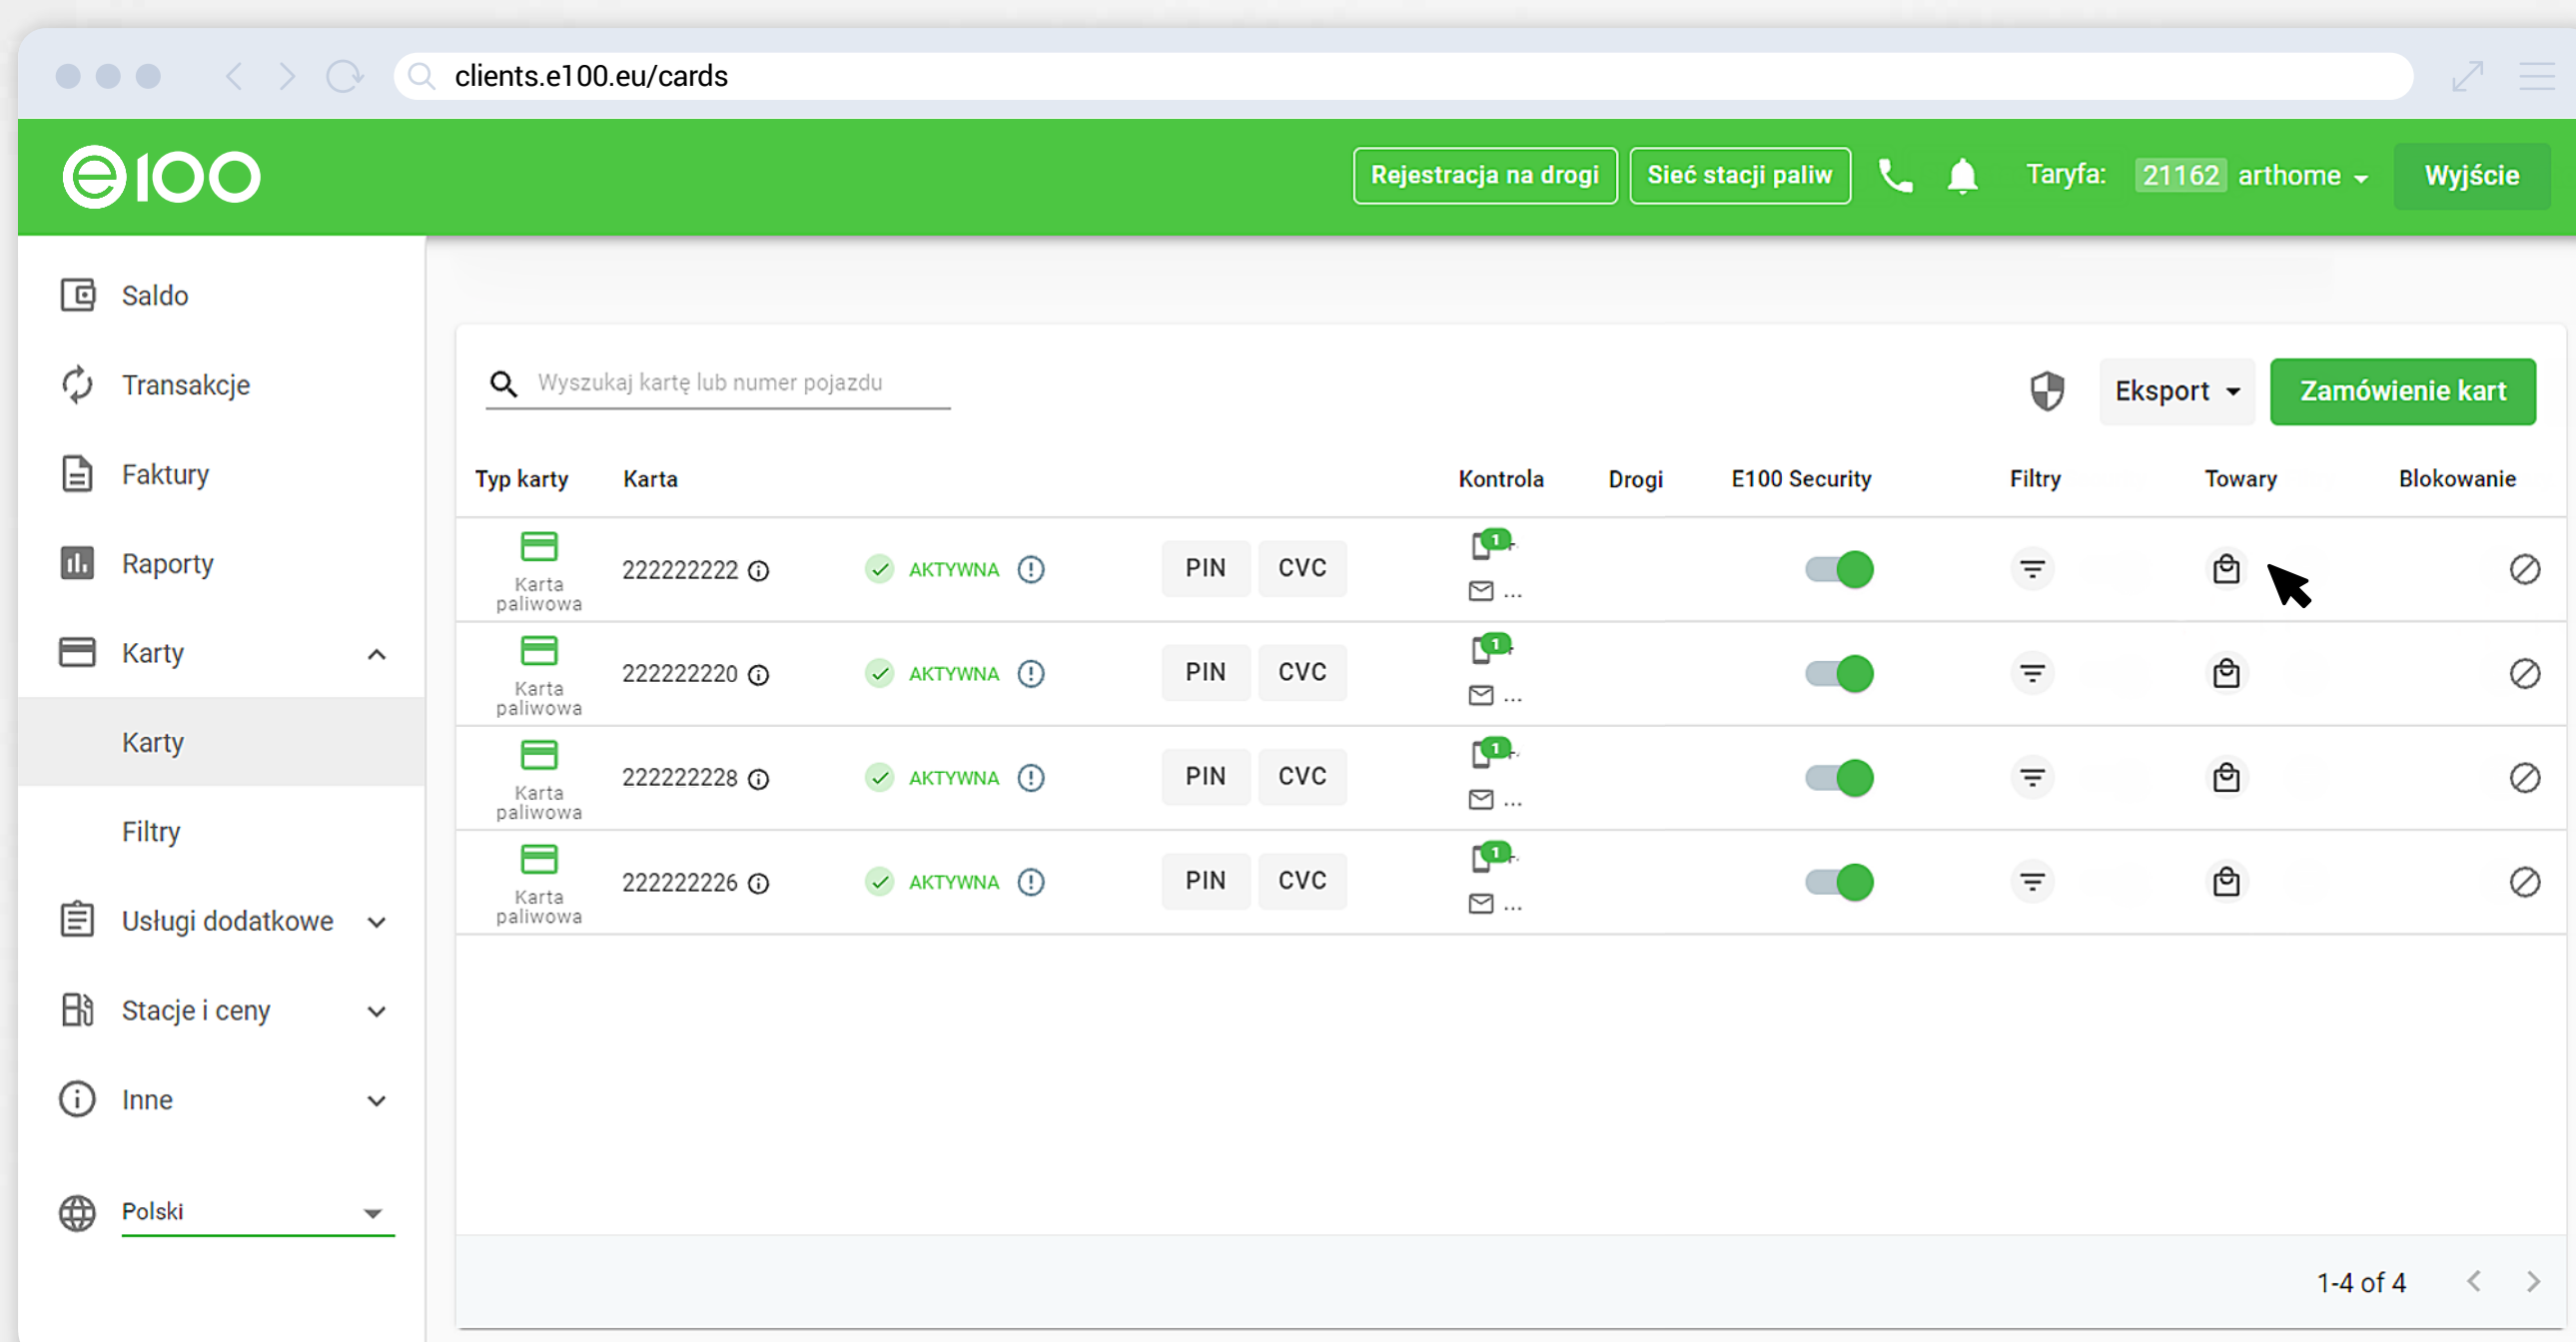 clients.e100.eu/cards
e100
Rejestracja na drogi
Sieć stacji paliw
Taryfa: 21162 arthome
Wyjście
Saldo
Transakcje
Faktury
Raporty
Karty
Karty
Filtry
Usługi dodatkowe
Stacje i ceny
Inne
Polski
Wyszukaj kartę lub numer pojazdu
Eksport
Zamówienie kart
Typ karty Karta Kontrola Drogi E100 Security Filtry Towary Blokowanie
Karta paliwowa 222222222 AKTYWNA PIN CVC 1 ...
Karta paliwowa 222222220 AKTYWNA PIN CVC 1 ...
Karta paliwowa 222222228 AKTYWNA PIN CVC 1 ...
Karta paliwowa 222222226 AKTYWNA PIN CVC 1 ...
1-4 of 4